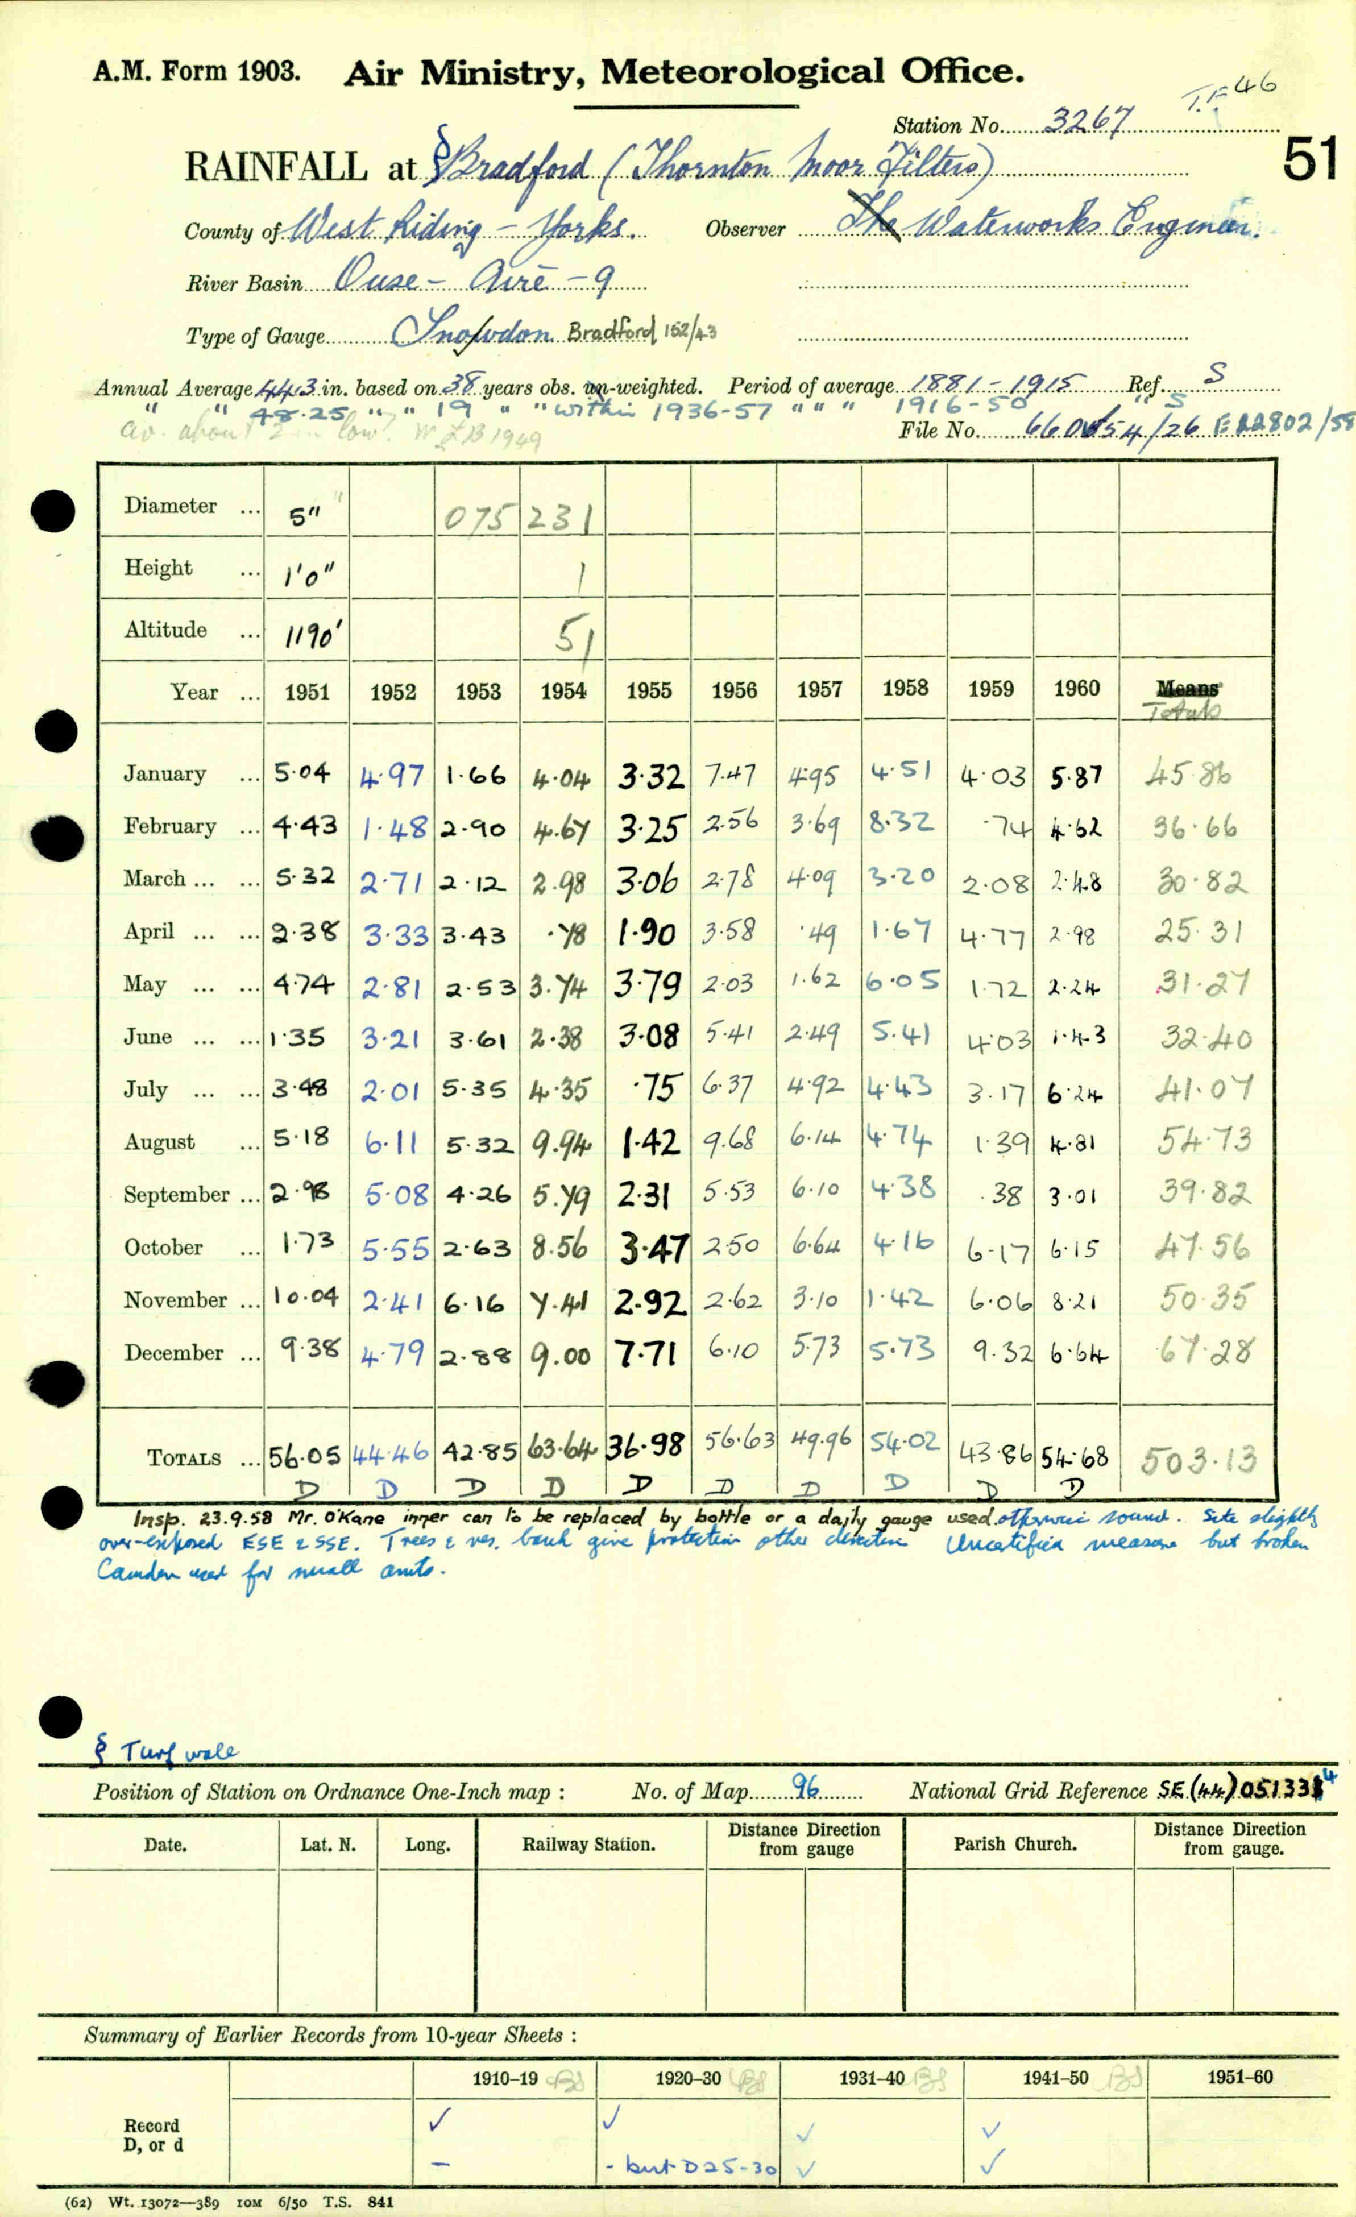 A.M. Form 1903. Air Ministry, Meteorological Office.
T.F. 46
Station No. 3267
51
RAINFALL at § Bradford (Thornton Moor Filters)
County of West Riding - Yorks. Observer The Waterworks Engineer.
River Basin Ouse - Aire - 9
Type of Gauge Snowdon Bradford 152/43
Annual Average 44.3 in. based on 38 years obs. un-weighted. Period of average 1881-1915 Ref. S
" " 48.25 " " 19 " " within 1936-57 " " " 1916-50 " S
av. about 2 in low? W.L.B 1949
File No. 660654/26 E22802/58
Diameter ... 5" 075 231
Height ... 1'0" 1
Altitude ... 1190' 51
Year ... 1951 1952 1953 1954 1955 1956 1957 1958 1959 1960 Means
Totals
January ... 5.04 4.97 1.66 4.04 3.32 7.47 4.95 4.51 4.03 5.87 45.86
February ... 4.43 1.48 2.90 4.67 3.25 2.56 3.69 8.32 .74 4.62 36.66
March ... ... 5.32 2.71 2.12 2.98 3.06 2.78 4.09 3.20 2.08 2.48 30.82
April ... ... 2.38 3.33 3.43 .78 1.90 3.58 .49 1.67 4.77 2.98 25.31
May ... ... 4.74 2.81 2.53 3.74 3.79 2.03 1.62 6.05 1.72 2.24 31.27
June ... ... 1.35 3.21 3.61 2.38 3.08 5.41 2.49 5.41 4.03 1.43 32.40
July ... ... 3.48 2.01 5.35 4.35 .75 6.37 4.92 4.43 3.17 6.24 41.07
August ... 5.18 6.11 5.32 9.94 1.42 9.68 6.14 4.74 1.39 4.81 54.73
September ... 2.98 5.08 4.26 5.79 2.31 5.53 6.10 4.38 .38 3.01 39.82
October ... 1.73 5.55 2.63 8.56 3.47 2.50 6.64 4.16 6.17 6.15 47.56
November ... 10.04 2.41 6.16 7.41 2.92 2.62 3.10 1.42 6.06 8.21 50.35
December ... 9.38 4.79 2.88 9.00 7.71 6.10 5.73 5.73 9.32 6.64 67.28
TOTALS ... 56.05 44.46 42.85 63.64 36.98 56.63 49.96 54.02 43.86 54.68 503.13
D D D D D D D D D D
Insp. 23.9.58 Mr. O'Kane inner can to be replaced by bottle or a daily gauge used. otherwise sound. Site slightly
over-exposed ESE & SSE. Trees & res. bank give protection other direction Uncertified measure but broken
Camden used for small amts.
§ Turf wall
Position of Station on Ordnance One-Inch map : No. of Map 96 National Grid Reference SE (44) 051333 4
Date. Lat. N. Long. Railway Station. Distance Direction from gauge Parish Church. Distance Direction from gauge.
Summary of Earlier Records from 10-year Sheets :
1910-19 BS 1920-30 BS 1931-40 BS 1941-50 BS 1951-60
Record ✓ ✓ ✓ ✓
D, or d - - but D 25-30 ✓ ✓
(62) Wt. 13072—389 10M 6/50 T.S. 841